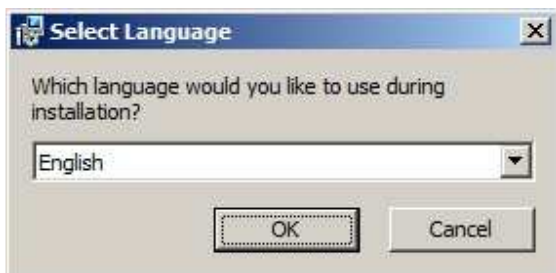 Select Language
Which language would you like to use during
installation?
English
OK
Cancel